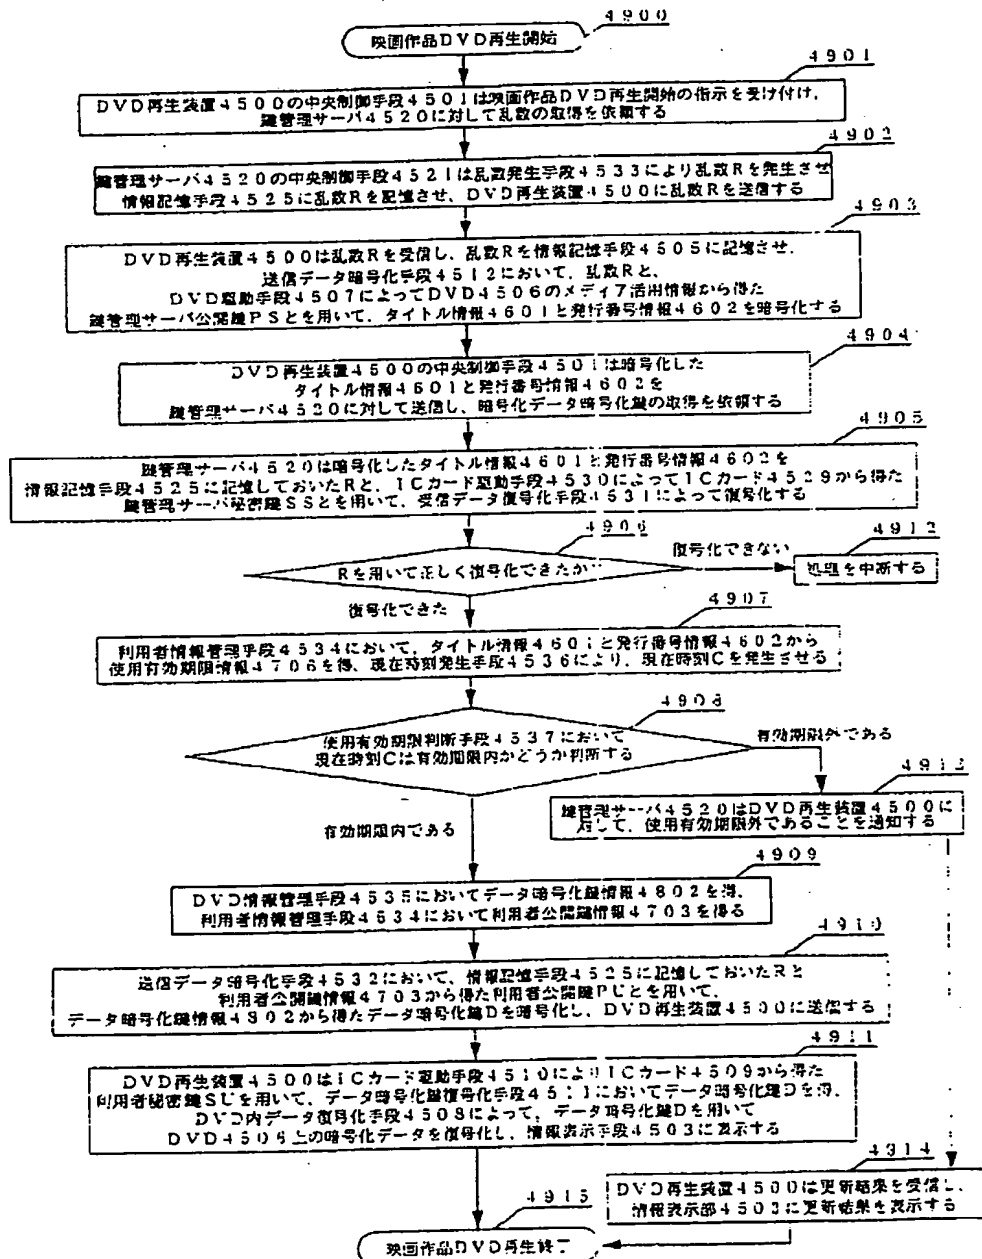 4900
映画作品DVD再生開始
4901
DVD再生装置4500の中央制御手段4501は映画作品DVD再生開始の指示を受け付け、
鍵管理サーバ4520に対して乱数の取得を依頼する
4902
鍵管理サーバ4520の中央制御手段4521は乱数発生手段4533により乱数Rを発生させ
情報記憶手段4525に乱数Rを記憶させ、DVD再生装置4500に乱数Rを送信する
4903
DVD再生装置4500は乱数Rを受信し、乱数Rを情報記憶手段4505に記憶させ、
送信データ暗号化手段4512において、乱数Rと、
DVD駆動手段4507によってDVD4506のメディア活用情報から得た
鍵管理サーバ公開鍵PSとを用いて、タイトル情報4601と発行番号情報4602を暗号化する
4904
DVD再生装置4500の中央制御手段4501は暗号化した
タイトル情報4601と発行番号情報4602を
鍵管理サーバ4520に対して送信し、暗号化データ暗号化鍵の取得を依頼する
4905
鍵管理サーバ4520は暗号化したタイトル情報4601と発行番号情報4602を
情報記憶手段4525に記憶しておいたRと、ICカード駆動手段4530によってICカード4529から得た
鍵管理サーバ秘密鍵SSとを用いて、受信データ復号化手段4531によって復号化する
4906
Rを用いて正しく復号化できたか
復号化できない
4912
処理を中断する
復号化できた
4907
利用者情報管理手段4534において、タイトル情報4601と発行番号情報4602から
使用有効期限情報4706を得、現在時刻発生手段4536により、現在時刻Cを発生させる
4908
使用有効期限判断手段4537において
現在時刻Cは有効期限内かどうか判断する
有効期限外である
4913
鍵管理サーバ4520はDVD再生装置4500に
対して、使用有効期限外であることを通知する
有効期限内である
4909
DVD情報管理手段4535においてデータ暗号化鍵情報4802を得、
利用者情報管理手段4534において利用者公開鍵情報4703を得る
4910
送信データ暗号化手段4532において、情報記憶手段4525に記憶しておいたRと
利用者公開鍵情報4703から得た利用者公開鍵PUとを用いて、
データ暗号化鍵情報4802から得たデータ暗号化鍵Dを暗号化し、DVD再生装置4500に送信する
4911
DVD再生装置4500はICカード駆動手段4510によりICカード4509から得た
利用者秘密鍵SUを用いて、データ暗号化鍵復号化手段4511においてデータ暗号化鍵Dを得、
DVD内データ復号化手段4508によって、データ暗号化鍵Dを用いて
DVD4506上の暗号化データを復号化し、情報表示手段4503に表示する
4914
DVD再生装置4500は更新結果を受信し、
情報表示部4503に更新結果を表示する
4915
映画作品DVD再生終了